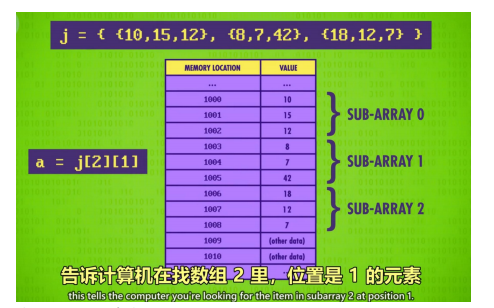 j = { {10,15,12}, {8,7,42}, {18,12,7} }
MEMORY LOCATION VALUE
... ...
1000 10
1001 15
1002 12
SUB-ARRAY 0
1003 8
1004 7
1005 42
SUB-ARRAY 1
1006 18
1007 12
1008 7
SUB-ARRAY 2
1009 (other data)
1010 (other data)
a = j[2][1]
告诉计算机在找数组 2 里，位置是 1 的元素
this tells the computer you're looking for the item in subarray 2 at position 1.